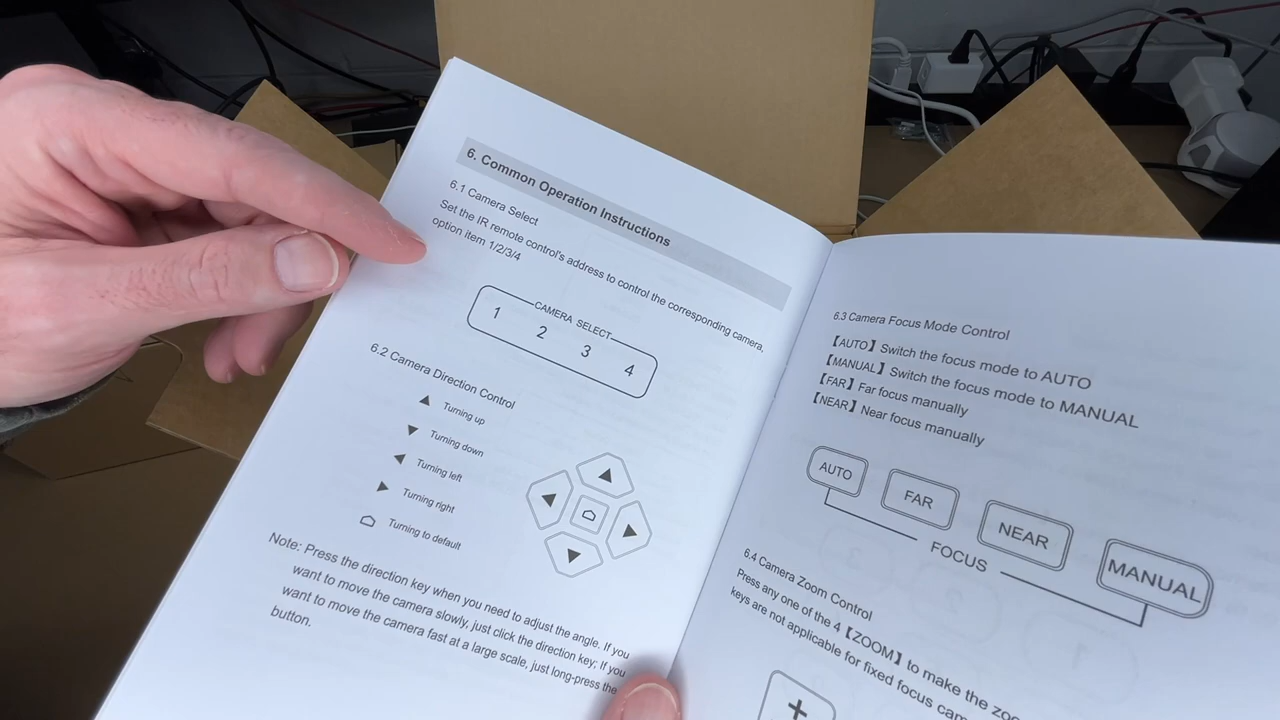 6. Common Operation Instructions
6.1 Camera Select
Set the IR remote control's address to control the corresponding camera,
option item 1/2/3/4
CAMERA SELECT
1 2 3 4
6.2 Camera Direction Control
▲ Turning up
▼ Turning down
◀ Turning left
▶ Turning right
Turning to default
Note: Press the direction key when you need to adjust the angle. If you
want to move the camera slowly, just click the direction key; If you
want to move the camera fast at a large scale, just long-press the
button.
6.3 Camera Focus Mode Control
【AUTO】Switch the focus mode to AUTO
【MANUAL】Switch the focus mode to MANUAL
【FAR】Far focus manually
【NEAR】Near focus manually
AUTO FAR NEAR MANUAL
FOCUS
6.4 Camera Zoom Control
Press any one of the 4【ZOOM】to make the
keys are not applicable for fixed focus
+